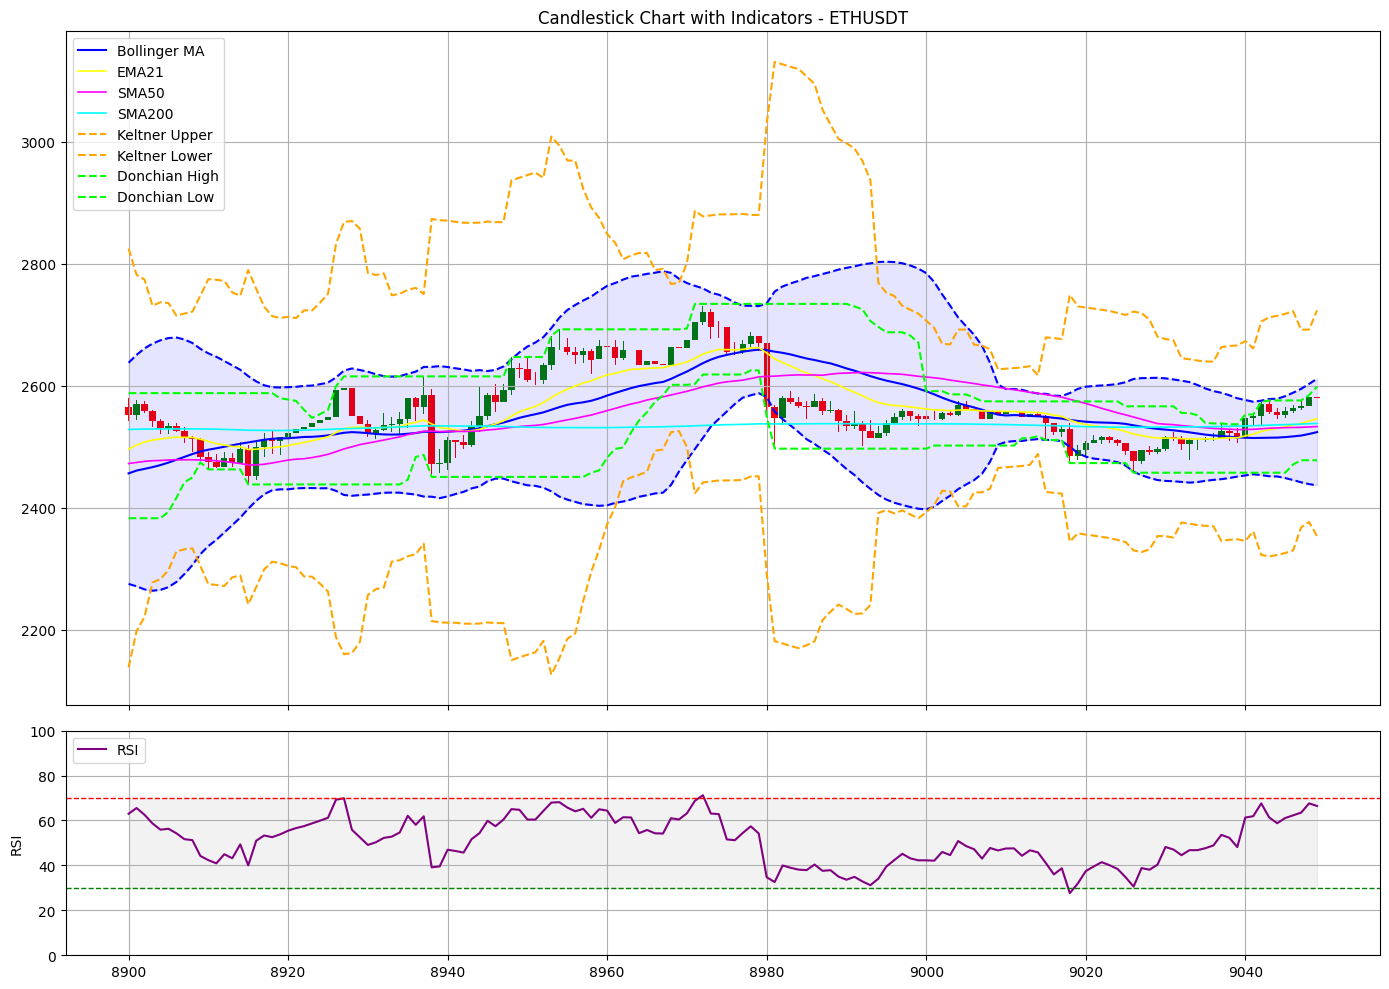 Candlestick Chart with Indicators - ETHUSDT
Bollinger MA
EMA21
SMA50
SMA200
Keltner Upper
Keltner Lower
Donchian High
Donchian Low
3000
2800
2600
2400
2200
RSI
100
80
60
40
20
0
RSI
8900 8920 8940 8960 8980 9000 9020 9040